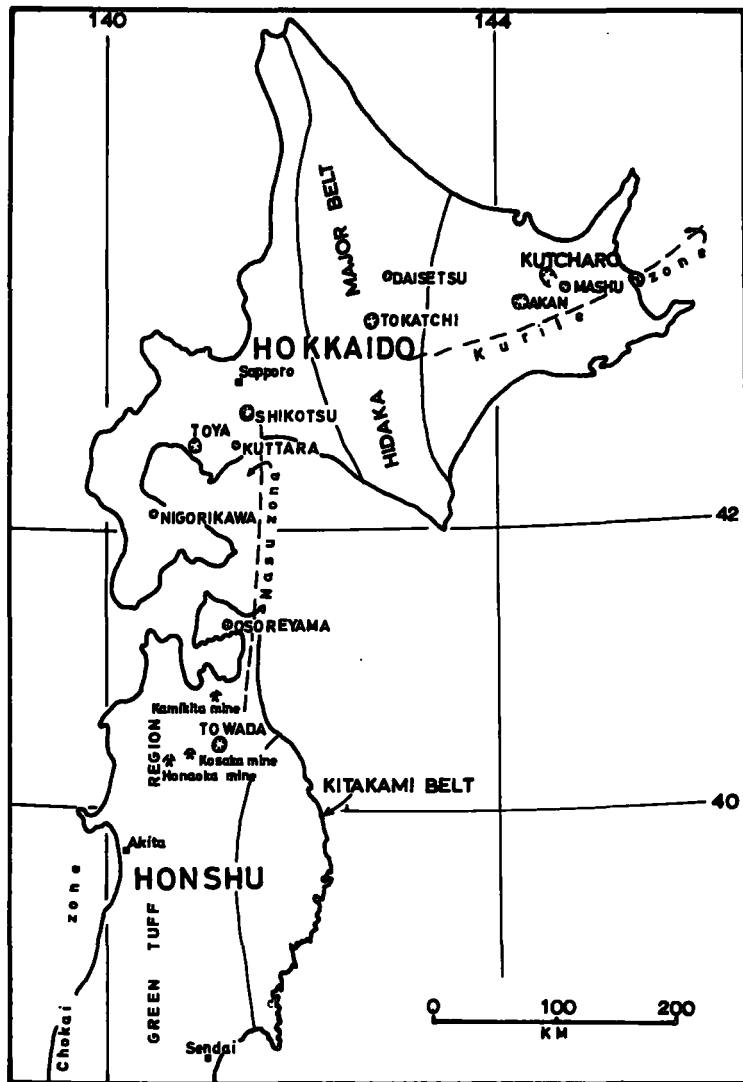 140
144
MAJOR BELT
KUTCHARO
DAISETSU
MASHU
AKAN
Kurile zone
TOKATCHI
HOKKAIDO
Sapporo
SHIKOTSU
HIDAKA
TOYA
KUTTARA
Nasu zone
NIGORIKAWA
42
OSOREYAMA
Kamikita mine
TOWADA
Kosaka mine
Hanaoka mine
KITAKAMI BELT
40
Akita
HONSHU
GREEN TUFF REGION
Chokai zone
0 100 200
KM
Sendai